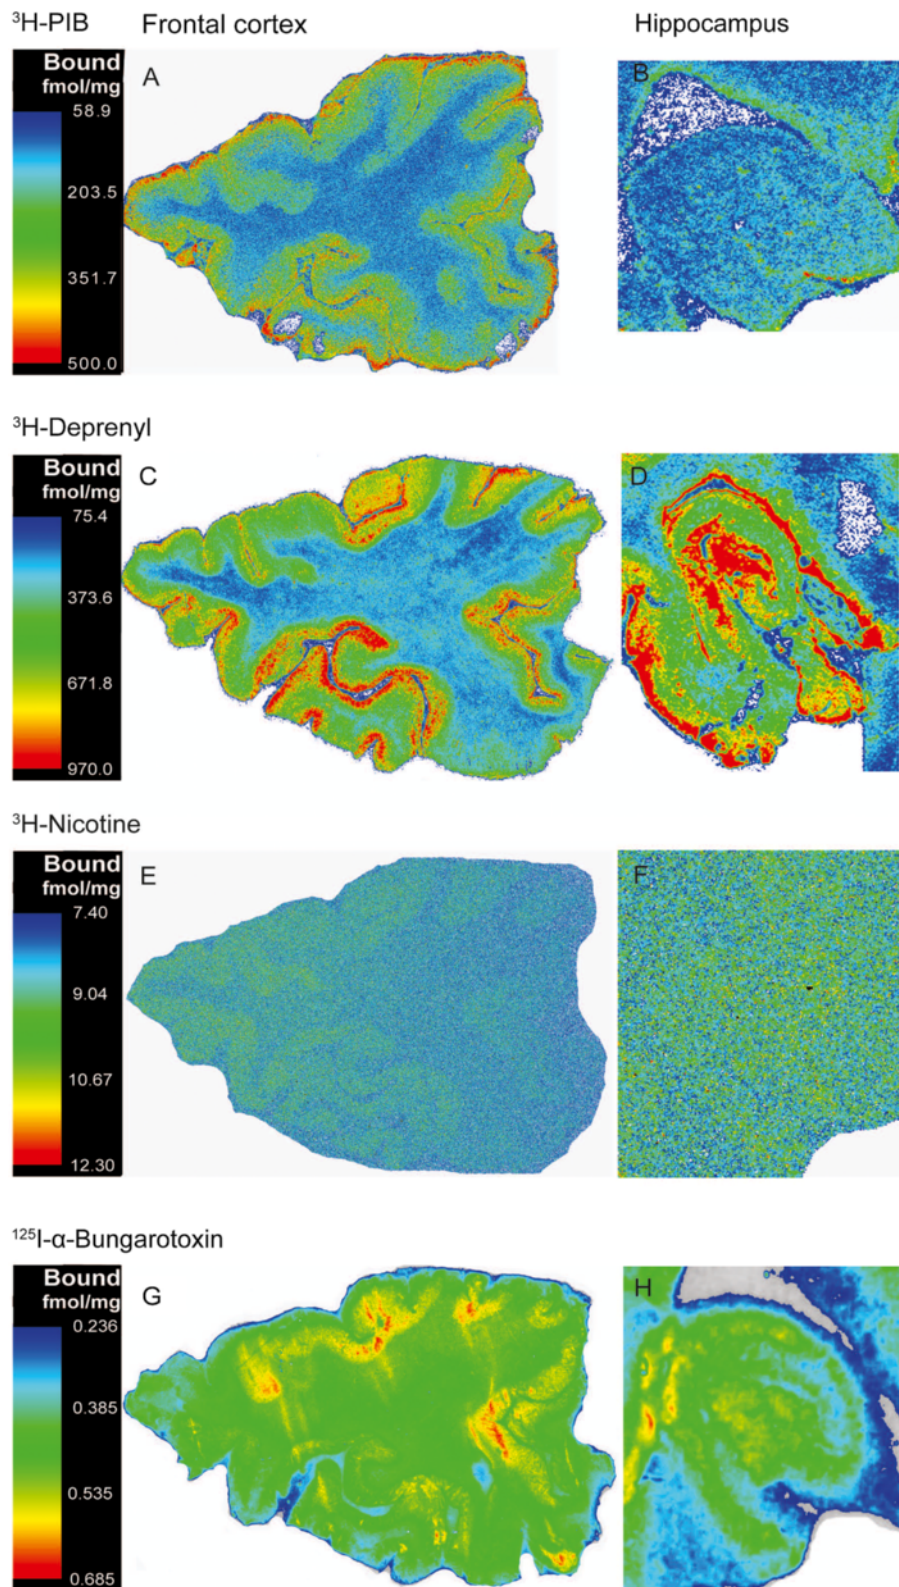 ³H-PIB Frontal cortex Hippocampus
Bound
fmol/mg
58.9
203.5
351.7
500.0
A
B
³H-Deprenyl
Bound
fmol/mg
75.4
373.6
671.8
970.0
C
D
³H-Nicotine
Bound
fmol/mg
7.40
9.04
10.67
12.30
E
F
¹²⁵I-α-Bungarotoxin
Bound
fmol/mg
0.236
0.385
0.535
0.685
G
H